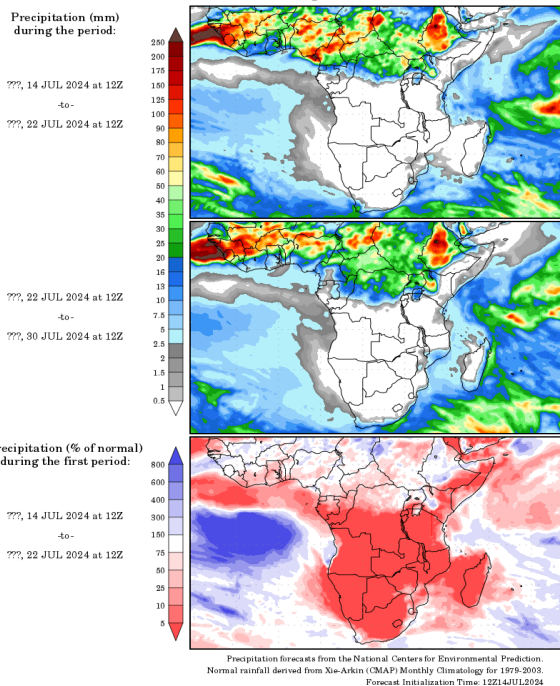 Precipitation (mm)
during the period:
250
200
175
150
125
100
90
80
70
60
50
40
35
30
25
20
16
13
10
7.5
5
2.5
2
1.5
1
0.5
???, 14 JUL 2024 at 12Z
-to-
???, 22 JUL 2024 at 12Z
???, 22 JUL 2024 at 12Z
-to-
???, 30 JUL 2024 at 12Z
recipitation (% of normal)
during the first period:
800
600
400
300
150
75
50
25
10
5
???, 14 JUL 2024 at 12Z
-to-
???, 22 JUL 2024 at 12Z
Precipitation forecasts from the National Centers for Environmental Prediction.
Normal rainfall derived from Xie-Arkin (CMAP) Monthly Climatology for 1979-2003.
Forecast Initialization Time: 12Z14JUL2024